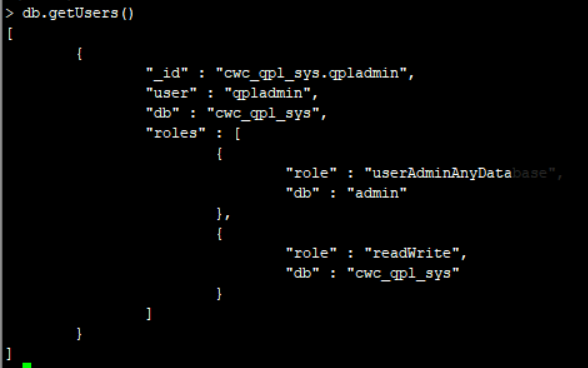 > db.getUsers()
[
        {
                "_id" : "cwc_qpl_sys.qpladmin",
                "user" : "qpladmin",
                "db" : "cwc_qpl_sys",
                "roles" : [
                        {
                                "role" : "userAdminAnyDatabase",
                                "db" : "admin"
                        },
                        {
                                "role" : "readWrite",
                                "db" : "cwc_qpl_sys"
                        }
                ]
        }
]